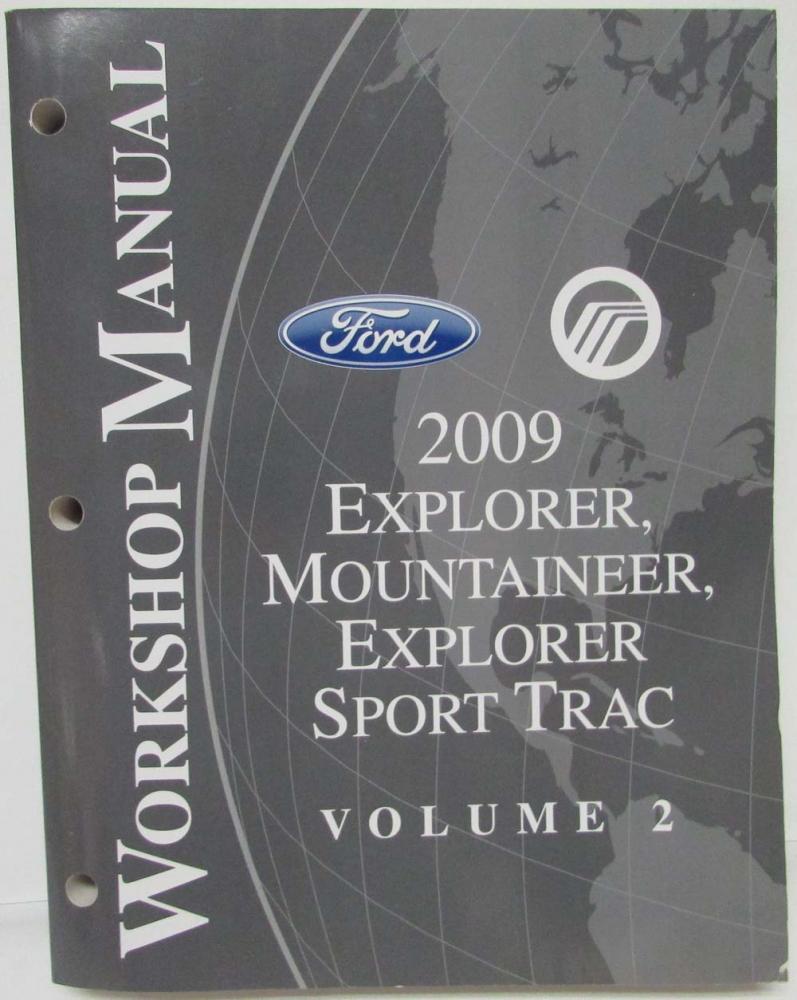 WORKSHOP MANUAL
Ford
2009
EXPLORER,
MOUNTAINEER,
EXPLORER
SPORT TRAC
VOLUME 2